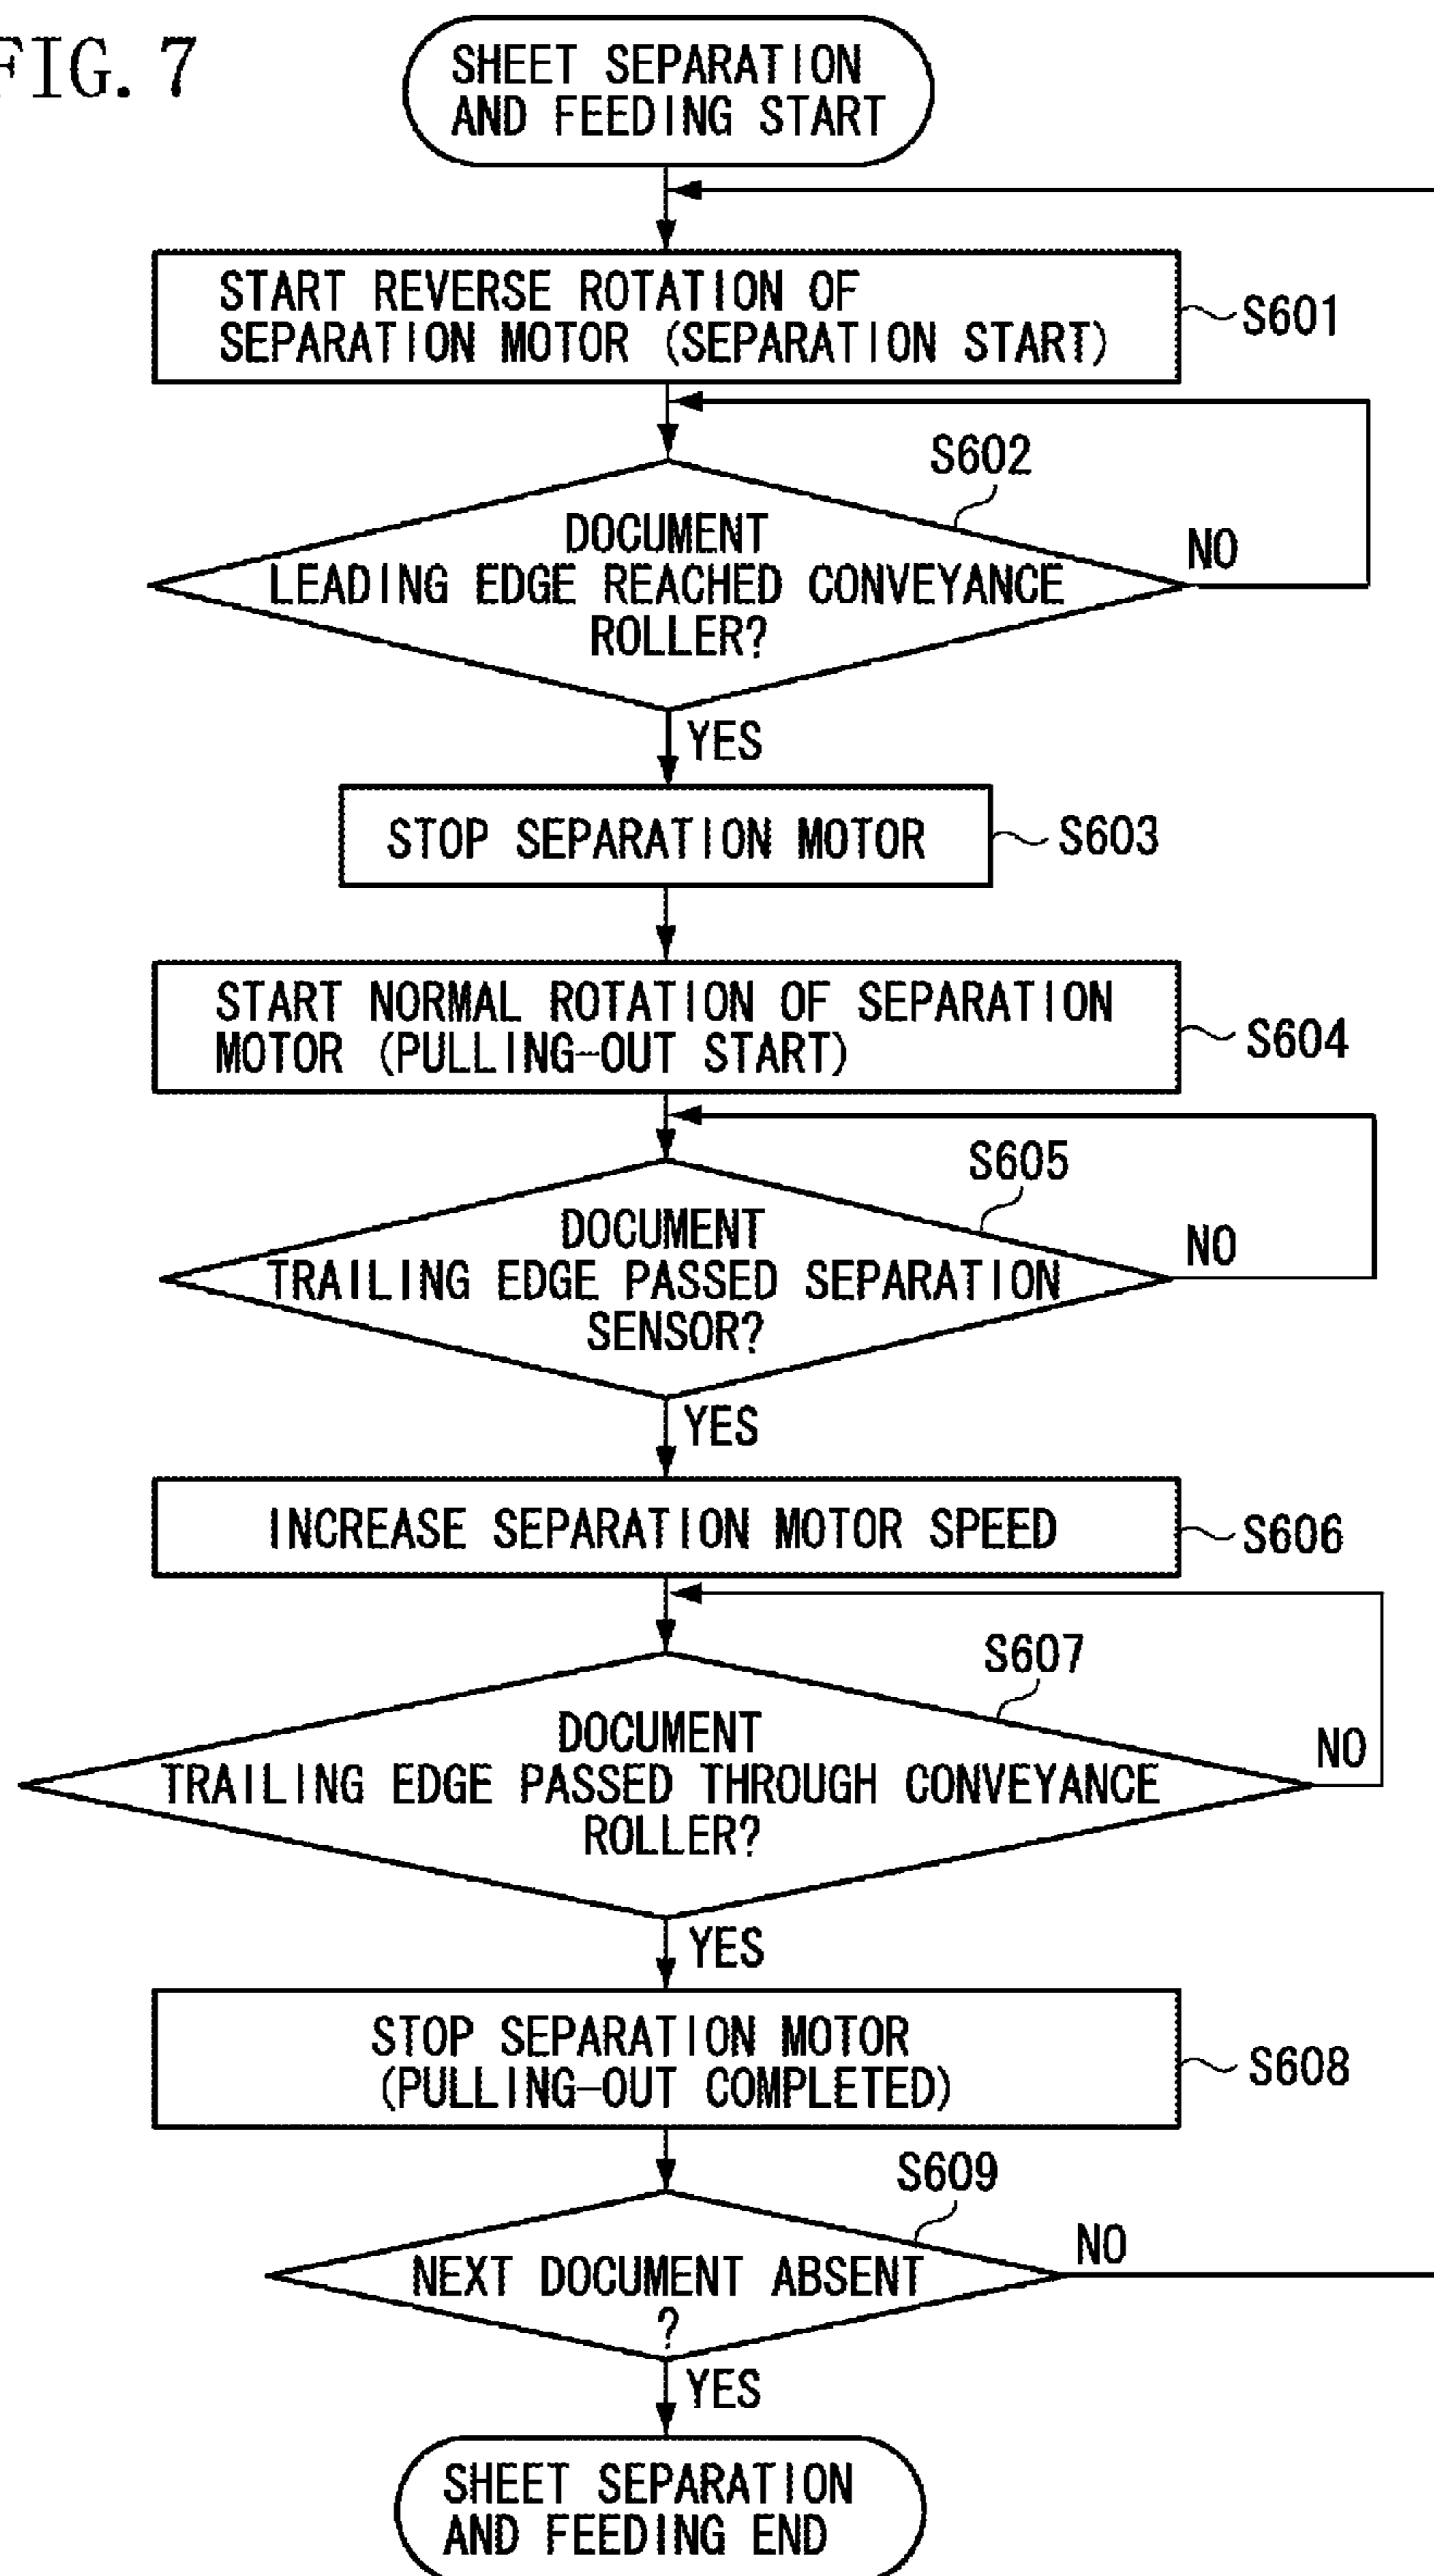 FIG. 7
SHEET SEPARATION
AND FEEDING START
START REVERSE ROTATION OF
SEPARATION MOTOR (SEPARATION START)
S601
S602
DOCUMENT
LEADING EDGE REACHED CONVEYANCE
ROLLER?
NO
YES
STOP SEPARATION MOTOR
S603
START NORMAL ROTATION OF SEPARATION
MOTOR (PULLING-OUT START)
S604
S605
DOCUMENT
TRAILING EDGE PASSED SEPARATION
SENSOR?
NO
YES
INCREASE SEPARATION MOTOR SPEED
S606
S607
DOCUMENT
TRAILING EDGE PASSED THROUGH CONVEYANCE
ROLLER?
NO
YES
STOP SEPARATION MOTOR
(PULLING-OUT COMPLETED)
S608
S609
NEXT DOCUMENT ABSENT
?
NO
YES
SHEET SEPARATION
AND FEEDING END